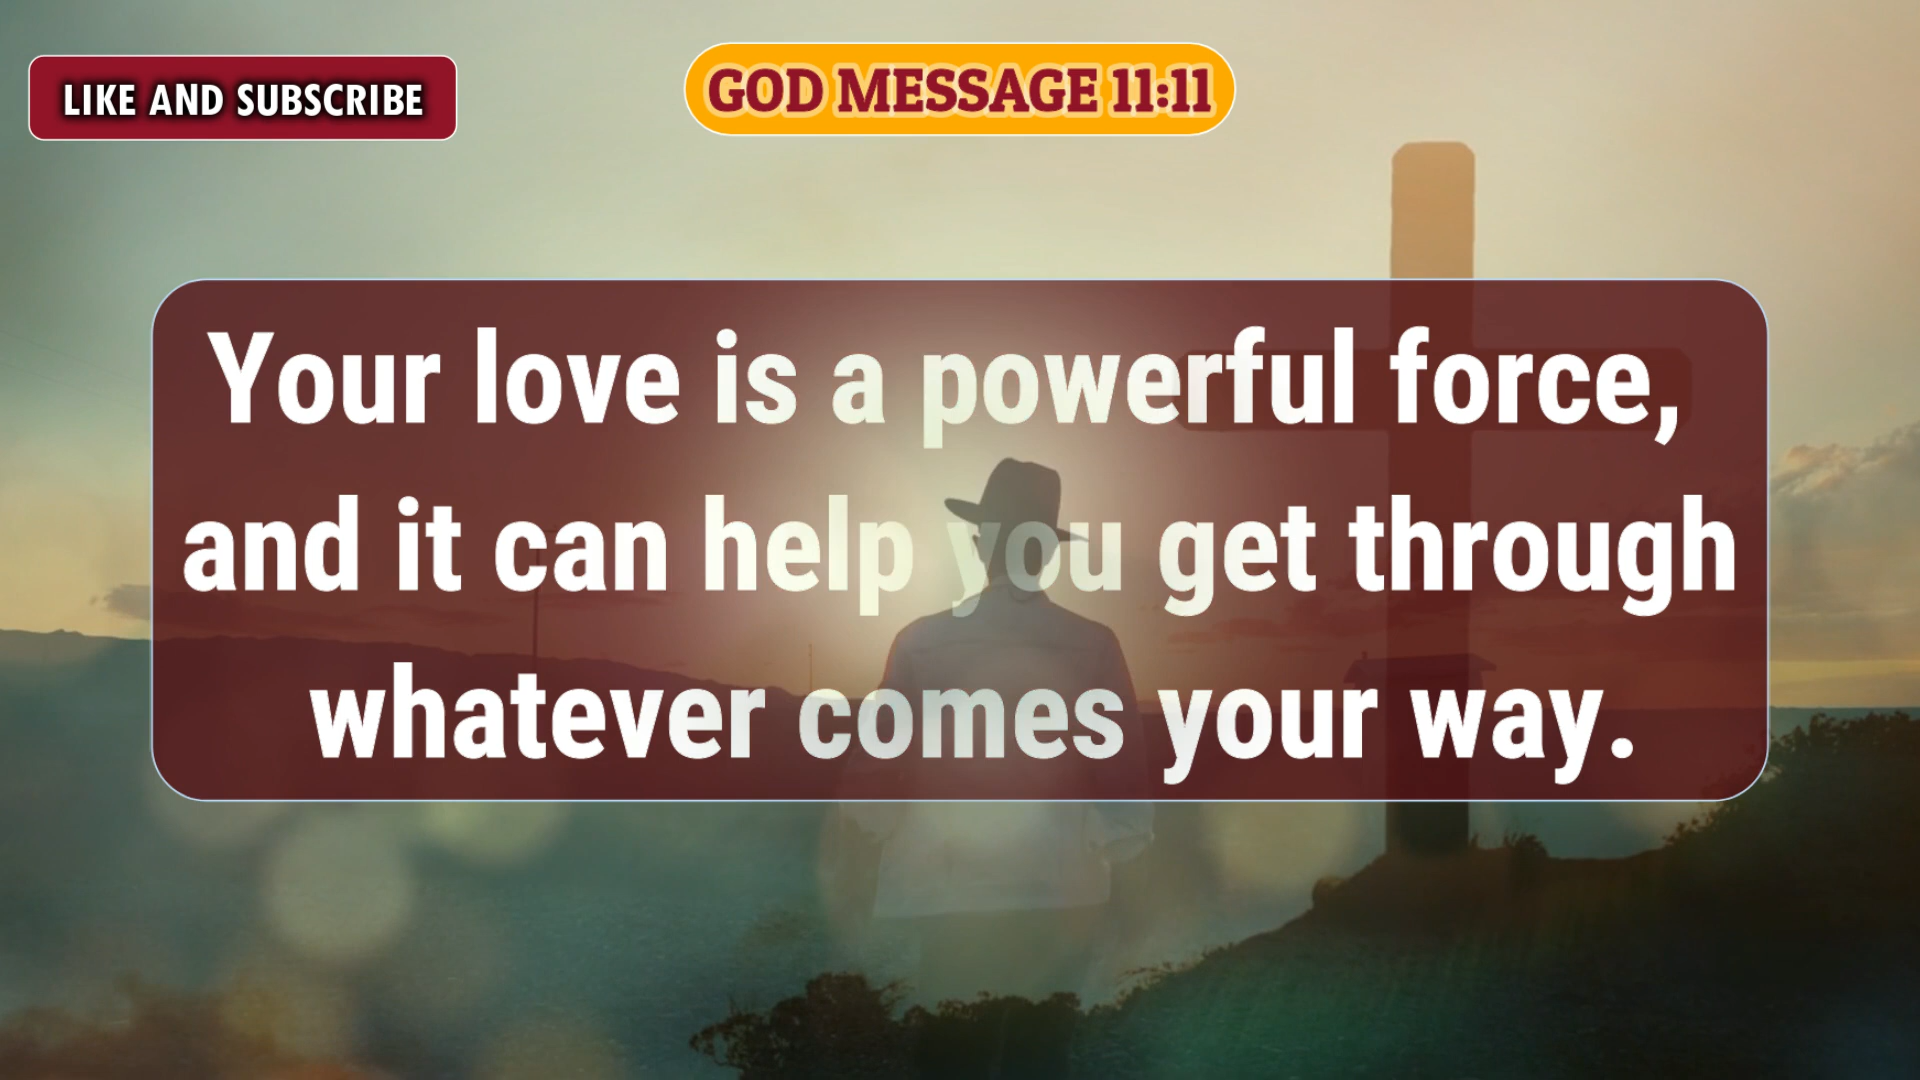 LIKE AND SUBSCRIBE
GOD MESSAGE 11:11
Your love is a powerful force,
and it can help you get through
whatever comes your way.